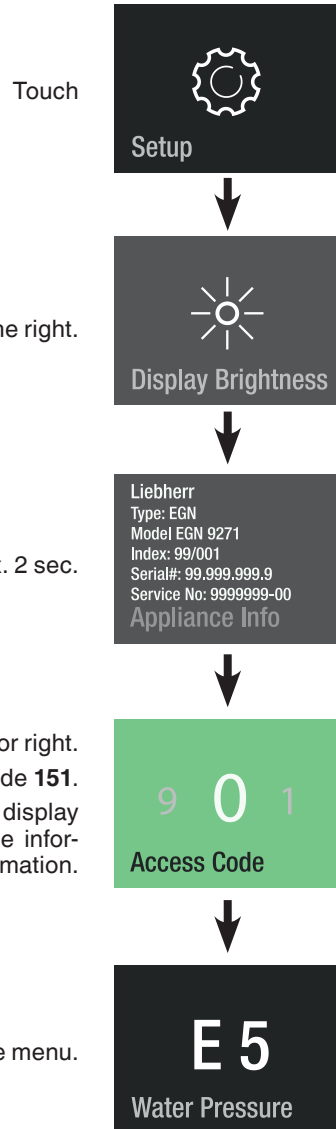 Touch
Setup
he right.
Display Brightness
Liebherr
Type: EGN
Model EGN 9271
Index: 99/001
Serial#: 99.999.999.9
Service No: 9999999-00
. 2 sec.
Appliance Info
or right.
de 151.
display
e infor-
mation.
9 0 1
Access Code
e menu.
E 5
Water Pressure